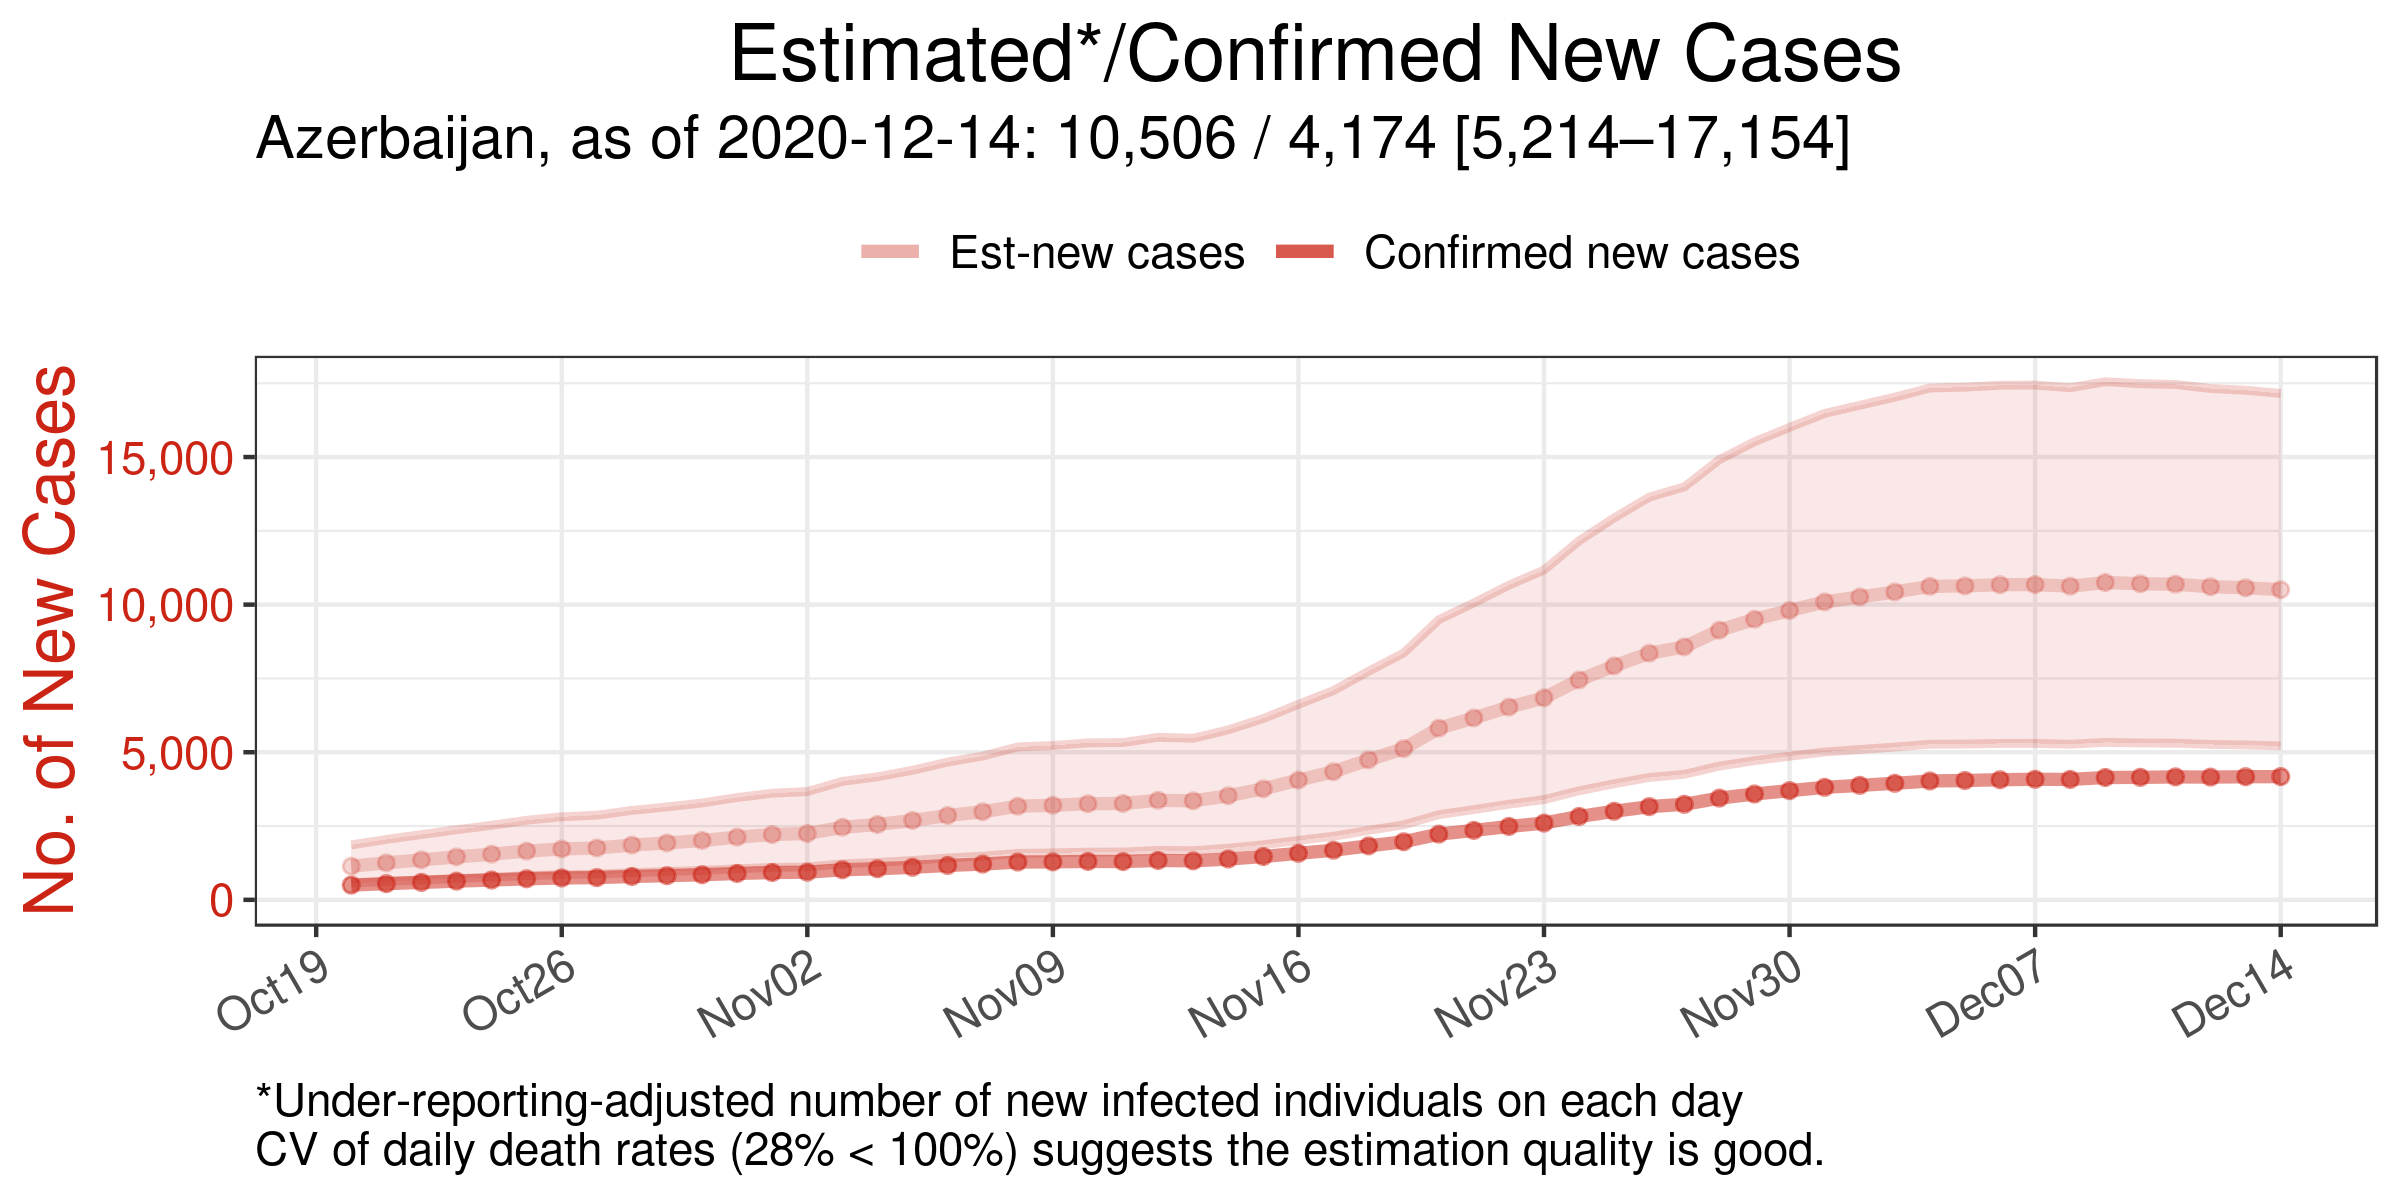 Estimated*/Confirmed New Cases
Azerbaijan, as of 2020-12-14: 10,506 / 4,174 [5,214–17,154]
Est-new cases
Confirmed new cases
No. of New Cases
15,000
10,000
5,000
0
Oct19
Oct26
Nov02
Nov09
Nov16
Nov23
Nov30
Dec07
Dec14
*Under-reporting-adjusted number of new infected individuals on each day
CV of daily death rates (28% < 100%) suggests the estimation quality is good.